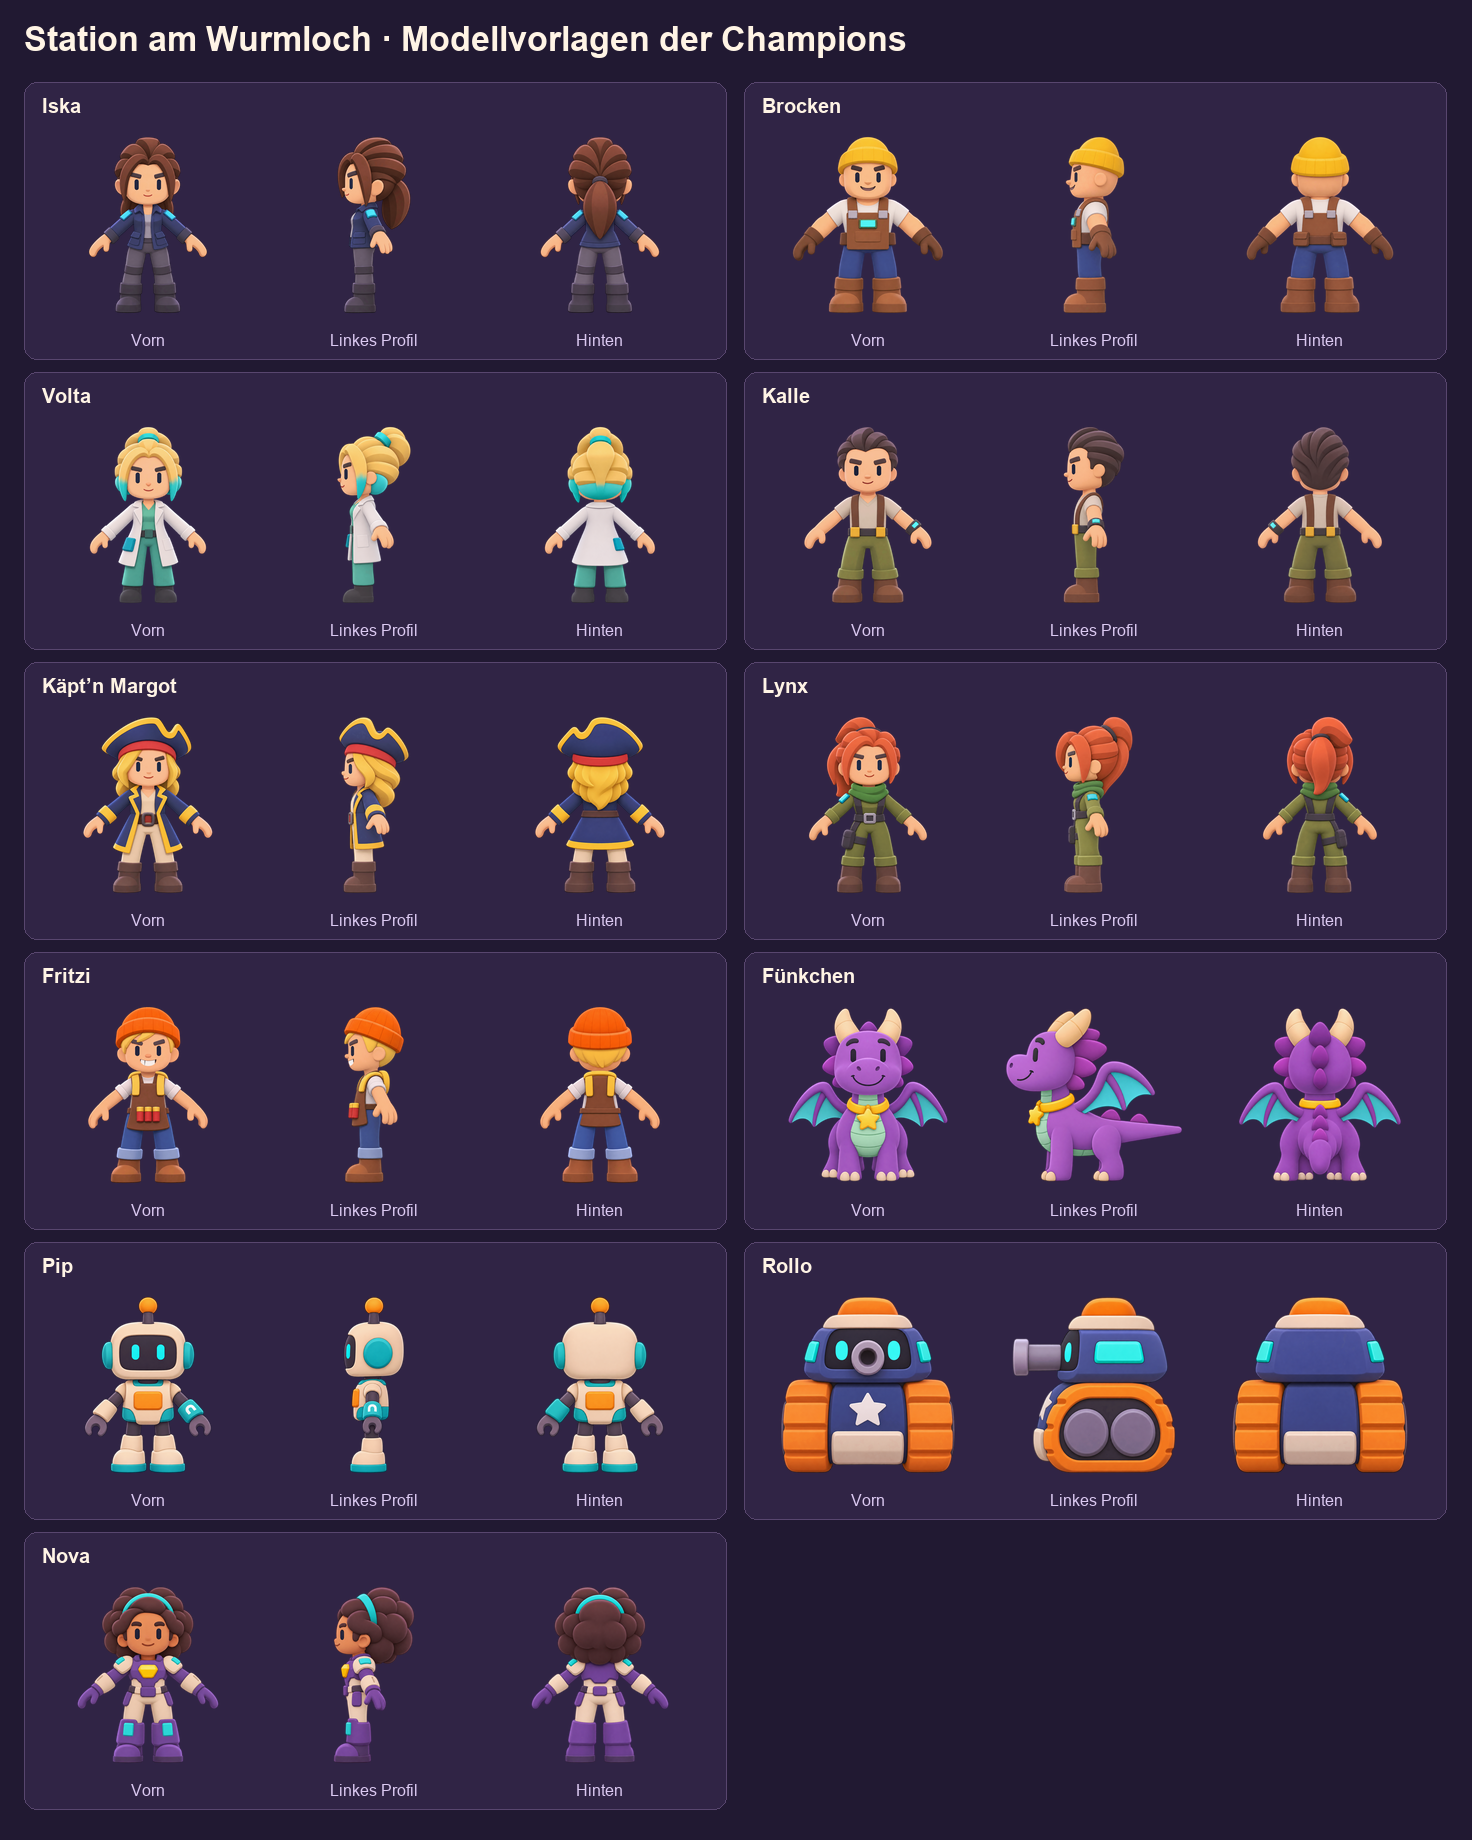 Station am Wurmloch · Modellvorlagen der Champions
Iska
Vorn
Linkes Profil
Hinten
Brocken
Vorn
Linkes Profil
Hinten
Volta
Vorn
Linkes Profil
Hinten
Kalle
Vorn
Linkes Profil
Hinten
Käpt’n Margot
Vorn
Linkes Profil
Hinten
Lynx
Vorn
Linkes Profil
Hinten
Fritzi
Vorn
Linkes Profil
Hinten
Fünkchen
Vorn
Linkes Profil
Hinten
Pip
Vorn
Linkes Profil
Hinten
Rollo
Vorn
Linkes Profil
Hinten
Nova
Vorn
Linkes Profil
Hinten